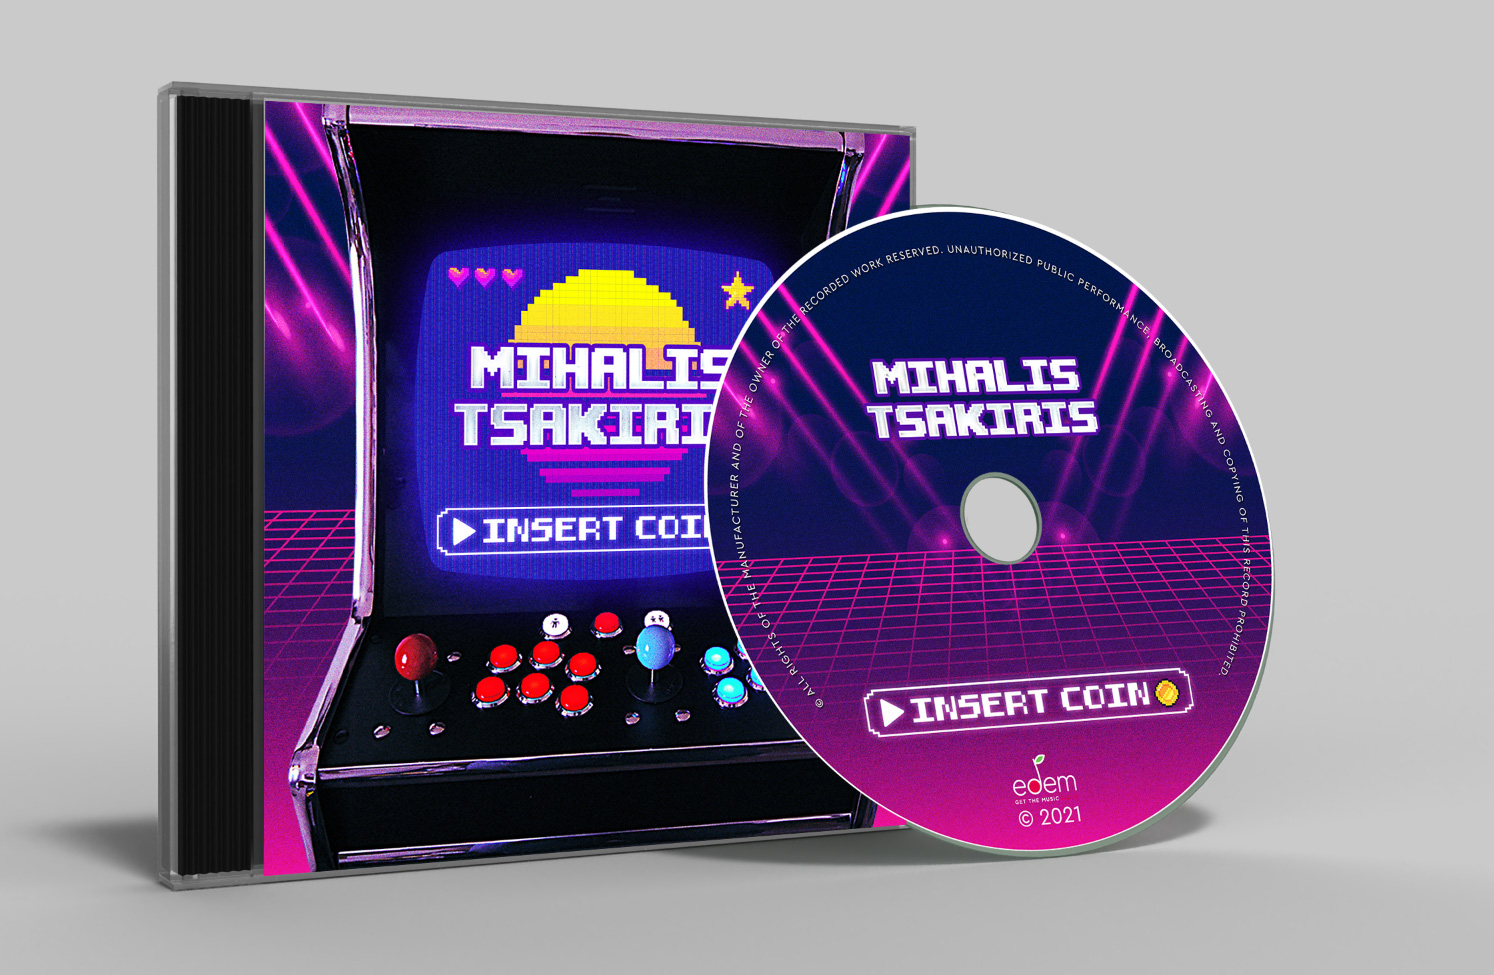 MIHALIS
TSAKIRI
INSERT COIN
© ALL RIGHTS OF THE MANUFACTURER AND OF THE OWNER OF THE RECORDED WORK RESERVED. UNAUTHORIZED PUBLIC PERFORMANCE, BROADCASTING AND COPYING OF THIS RECORD PROHIBITED.
MIHALIS
TSAKIRIS
INSERT COIN
edem
GET THE MUSIC
© 2021